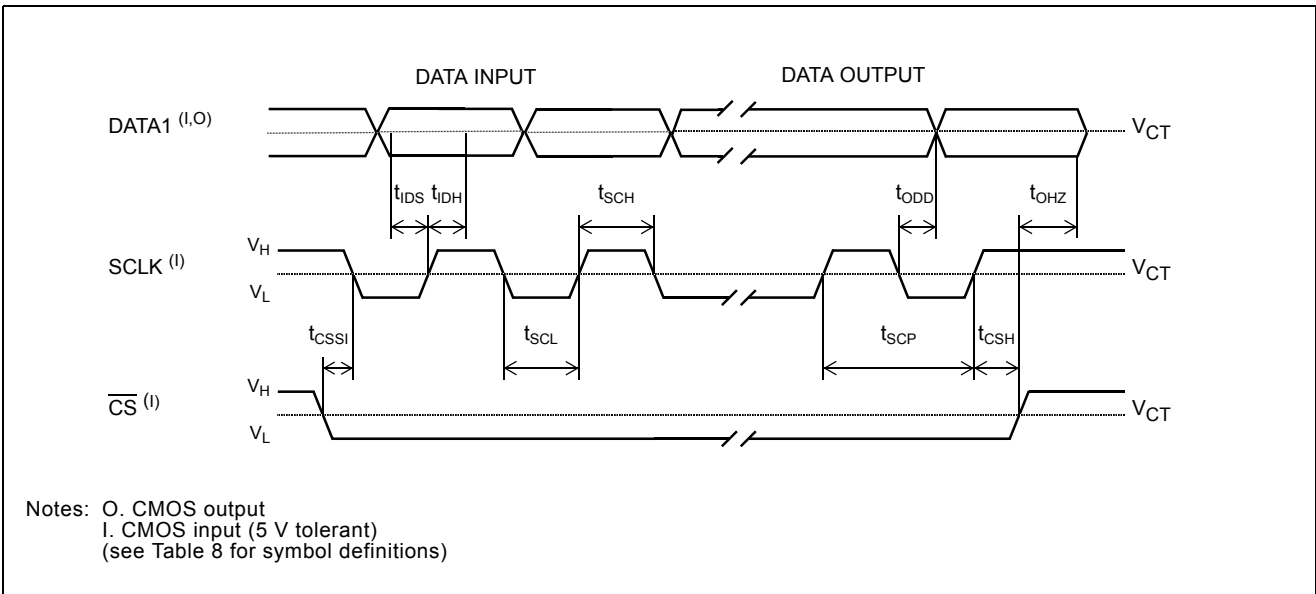 DATA INPUT DATA OUTPUT
DATA1 (I,O) VCT
tIDS tIDH tSCH tODD tOHZ
VH
SCLK (I) VCT
VL
tCSSI tSCL tSCP tCSH
VH
CS (I) VCT
VL
Notes: O. CMOS output
I. CMOS input (5 V tolerant)
(see Table 8 for symbol definitions)